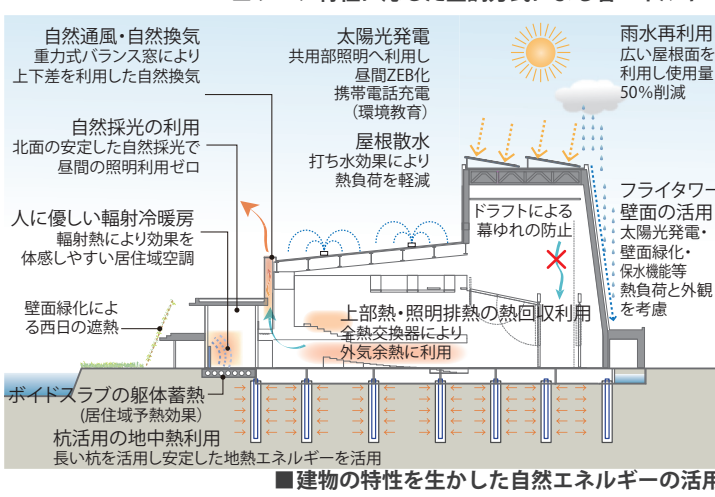 自然通風・自然換気
重力式バランス窓により
上下差を利用した自然換気
太陽光発電
共用部照明へ利用し
昼間ZEB化
携帯電話充電
（環境教育）
雨水再利用
広い屋根面を
利用し使用量
50%削減
自然採光の利用
北面の安定した自然採光で
昼間の照明利用ゼロ
屋根散水
打ち水効果により
熱負荷を軽減
人に優しい輻射冷暖房
輻射熱により効果を
体感しやすい居住域空調
ドラフトによる
幕ゆれの防止
フライタワー
壁面の活用
太陽光発電・
壁面緑化・
保水機能等
熱負荷と外観
を考慮
壁面緑化によ
る西日の遮熱
上部熱・照明排熱の熱回収利用
全熱交換器により
外気余熱に利用
ボイドスラブの躯体蓄熱
（居住域予熱効果）
杭活用の地中熱利用
長い杭を活用し安定した地熱エネルギーを活用
■建物の特性を生かした自然エネルギーの活用